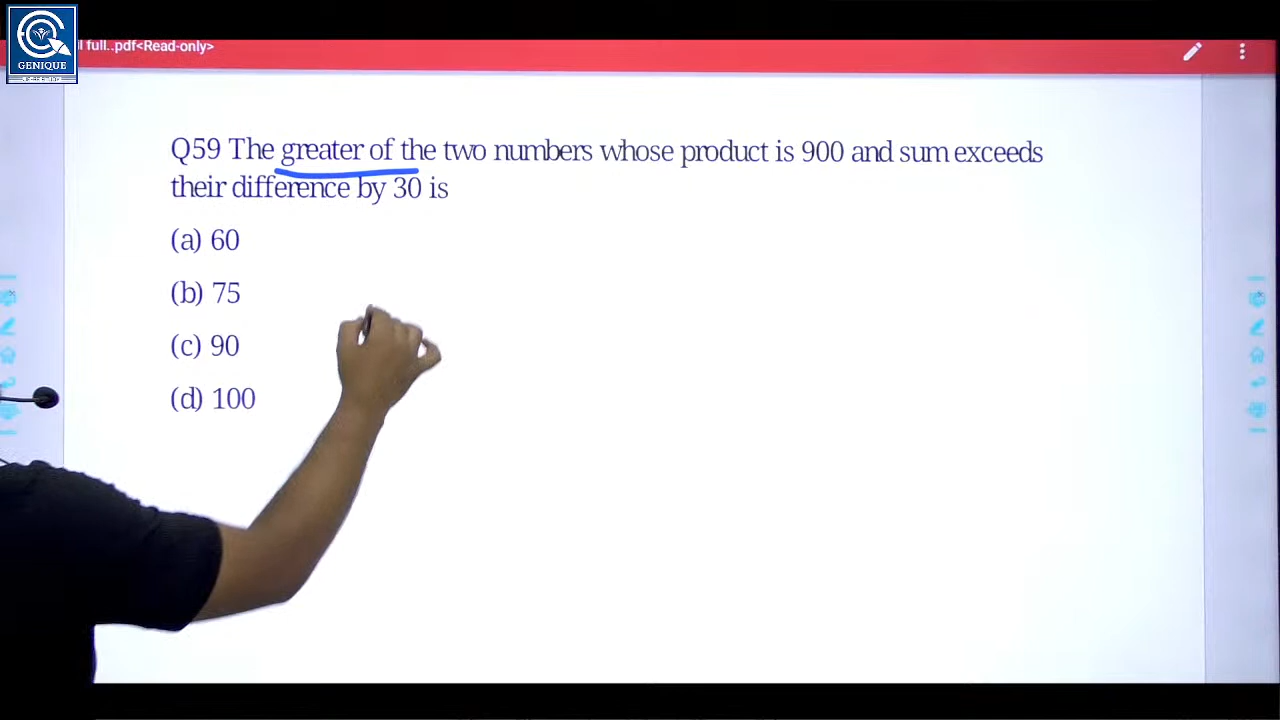 l full..pdf<Read-only>
GENIQUE
Q59 The greater of the two numbers whose product is 900 and sum exceeds
their difference by 30 is
(a) 60
(b) 75
(c) 90
(d) 100